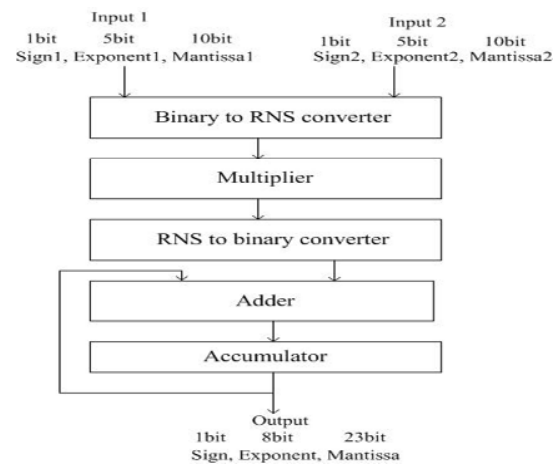 Input 1
Input 2
1bit 5bit 10bit
1bit 5bit 10bit
Sign1, Exponent1, Mantissa1
Sign2, Exponent2, Mantissa2
Binary to RNS converter
Multiplier
RNS to binary converter
Adder
Accumulator
Output
1bit 8bit 23bit
Sign, Exponent, Mantissa